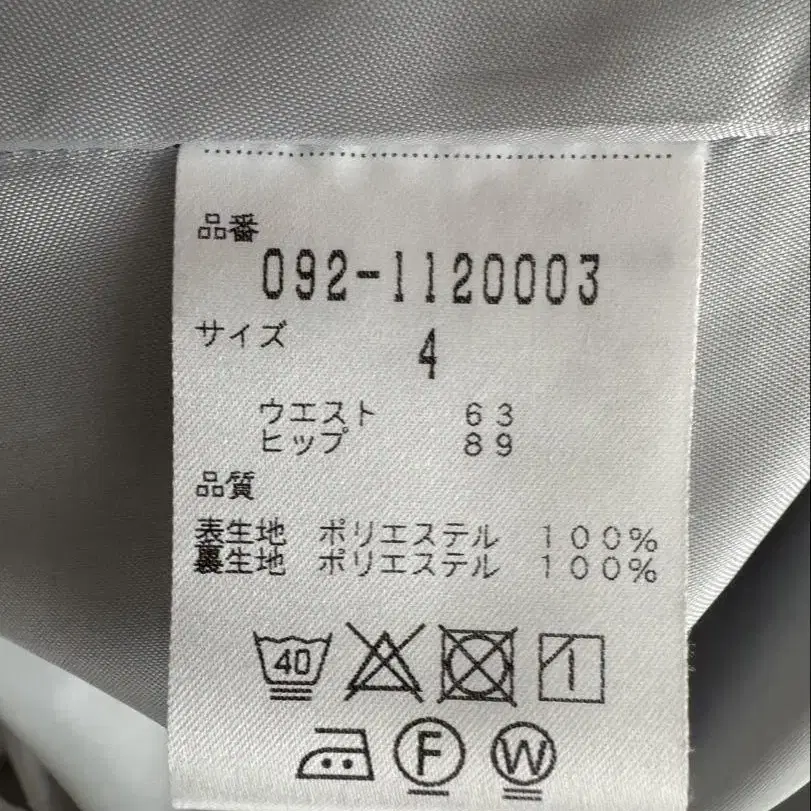 品番
092-1120003
サイズ 4
ウエスト 63
ヒップ 89
品質
表生地 ポリエステル 100%
裏生地 ポリエステル 100%
40
F W